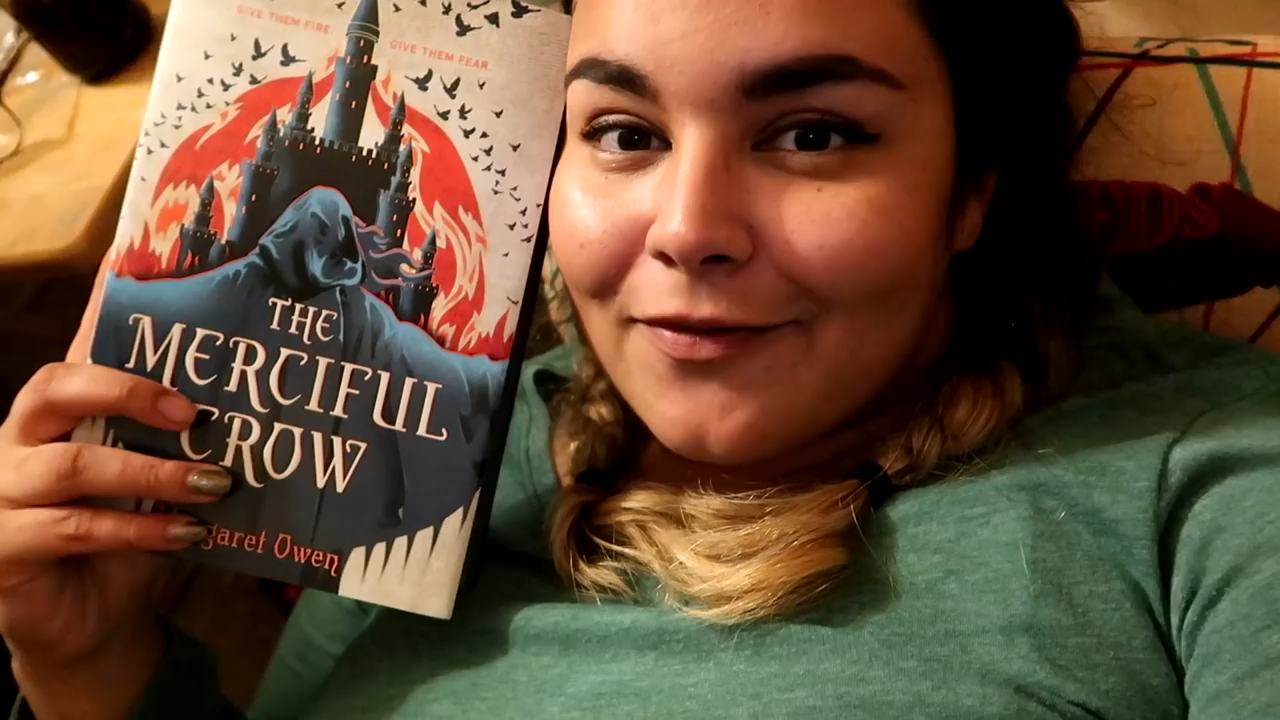 GIVE THEM FIRE.
GIVE THEM FEAR.
THE
MERCIFUL
CROW
garet Owen